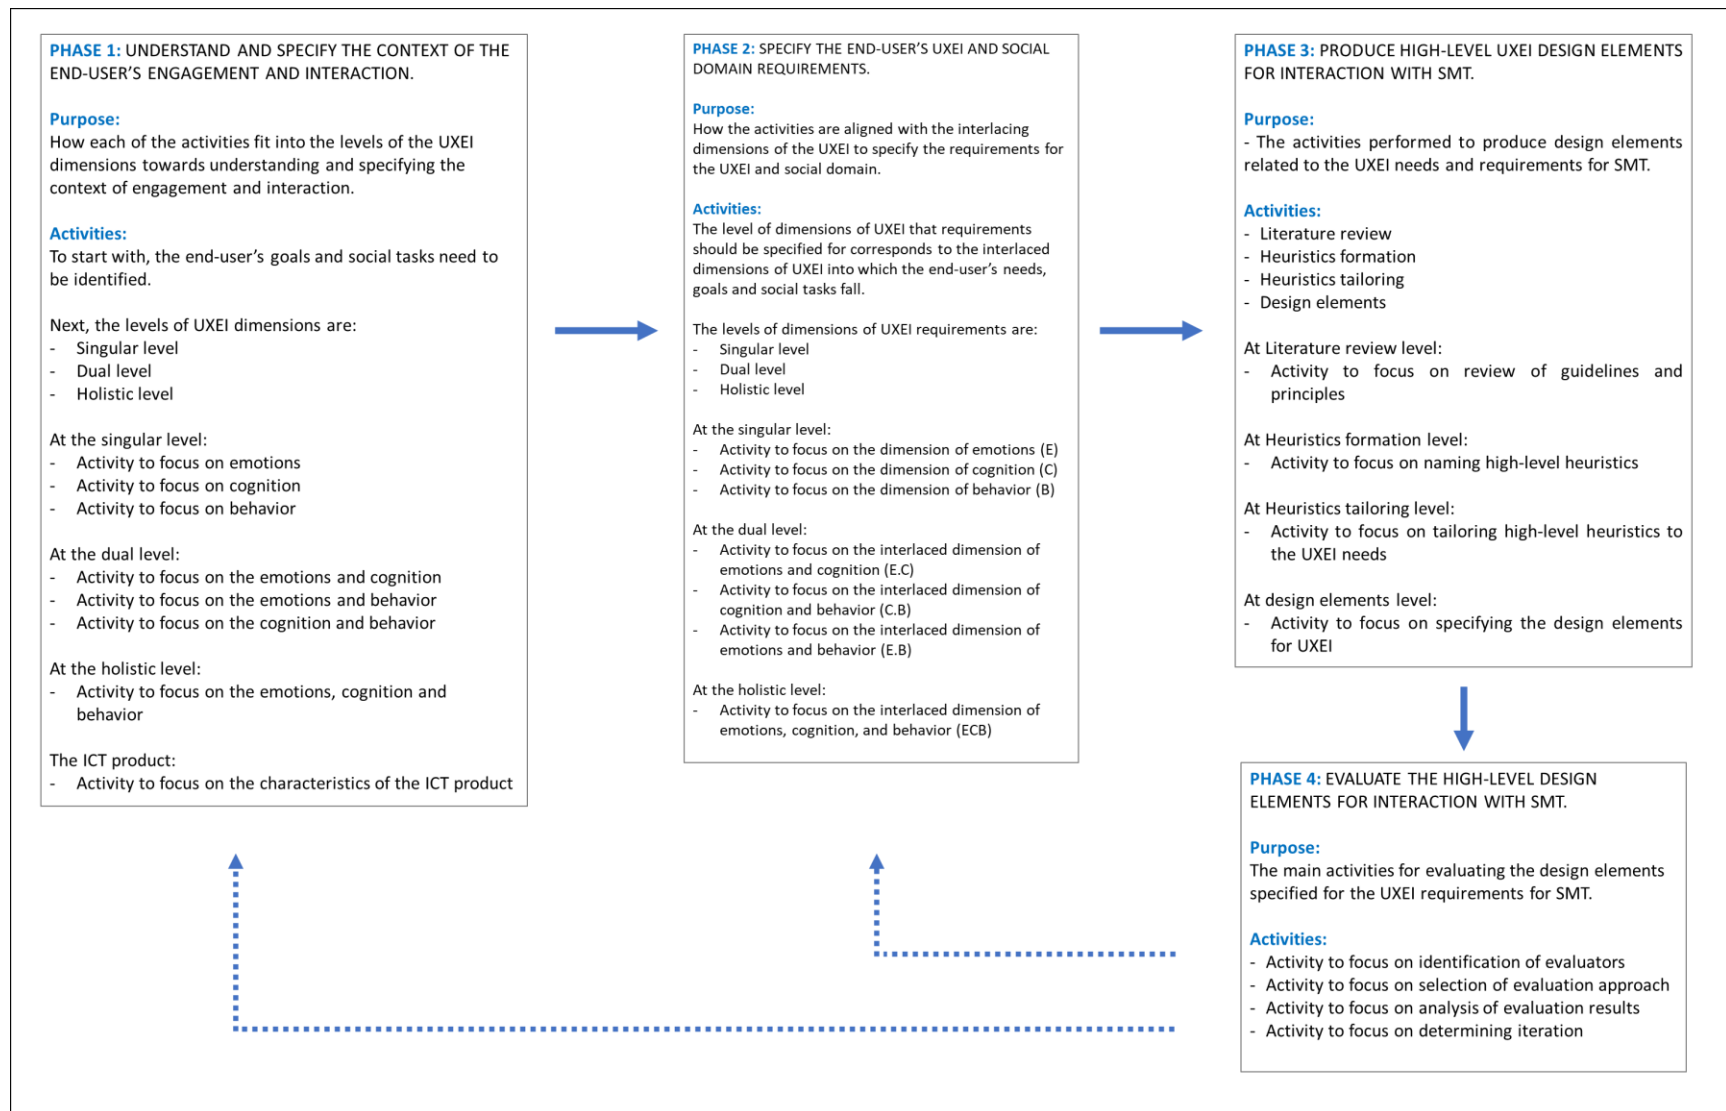 PHASE 1: UNDERSTAND AND SPECIFY THE CONTEXT OF THE
END-USER'S ENGAGEMENT AND INTERACTION.
Purpose:
How each of the activities fit into the levels of the UXEI
dimensions towards understanding and specifying the
context of engagement and interaction.
Activities:
To start with, the end-user's goals and social tasks need to
be identified.
Next, the levels of UXEI dimensions are:
- Singular level
- Dual level
- Holistic level
At the singular level:
- Activity to focus on emotions
- Activity to focus on cognition
- Activity to focus on behavior
At the dual level:
- Activity to focus on the emotions and cognition
- Activity to focus on the emotions and behavior
- Activity to focus on the cognition and behavior
At the holistic level:
- Activity to focus on the emotions, cognition and
behavior
The ICT product:
- Activity to focus on the characteristics of the ICT product
PHASE 2: SPECIFY THE END-USER'S UXEI AND SOCIAL
DOMAIN REQUIREMENTS.
Purpose:
How the activities are aligned with the interlacing
dimensions of the UXEI to specify the requirements for
the UXEI and social domain.
Activities:
The level of dimensions of UXEI that requirements
should be specified for corresponds to the interlaced
dimensions of UXEI into which the end-user's needs,
goals and social tasks fall.
The levels of dimensions of UXEI requirements are:
- Singular level
- Dual level
- Holistic level
At the singular level:
- Activity to focus on the dimension of emotions (E)
- Activity to focus on the dimension of cognition (C)
- Activity to focus on the dimension of behavior (B)
At the dual level:
- Activity to focus on the interlaced dimension of
emotions and cognition (E.C)
- Activity to focus on the interlaced dimension of
cognition and behavior (C.B)
- Activity to focus on the interlaced dimension of
emotions and behavior (E.B)
At the holistic level:
- Activity to focus on the interlaced dimension of
emotions, cognition, and behavior (ECB)
PHASE 3: PRODUCE HIGH-LEVEL UXEI DESIGN ELEMENTS
FOR INTERACTION WITH SMT.
Purpose:
- The activities performed to produce design elements
related to the UXEI needs and requirements for SMT.
Activities:
- Literature review
- Heuristics formation
- Heuristics tailoring
- Design elements
At Literature review level:
- Activity to focus on review of guidelines and
principles
At Heuristics formation level:
- Activity to focus on naming high-level heuristics
At Heuristics tailoring level:
- Activity to focus on tailoring high-level heuristics to
the UXEI needs
At design elements level:
- Activity to focus on specifying the design elements
for UXEI
PHASE 4: EVALUATE THE HIGH-LEVEL DESIGN
ELEMENTS FOR INTERACTION WITH SMT.
Purpose:
The main activities for evaluating the design elements
specified for the UXEI requirements for SMT.
Activities:
- Activity to focus on identification of evaluators
- Activity to focus on selection of evaluation approach
- Activity to focus on analysis of evaluation results
- Activity to focus on determining iteration